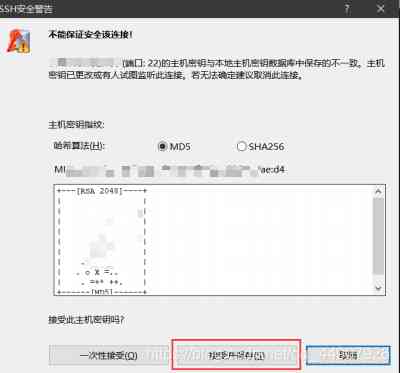 SSH安全警告
?
×
不能保证安全该连接!
(端口: 22)的主机密钥与本地主机密钥数据库中保存的不一致。主机
密钥已更改或有人试图监听此连接。若无法确定建议取消此连接。
主机密钥指纹:
哈希算法(H):
MD5
SHA256
ae:d4
+---[RSA 2048]----+
. o X =..
. =+* ++.
+------[MD5]------+
接受此主机密钥吗?
一次性接受(O)
接受并保存(S)
取消